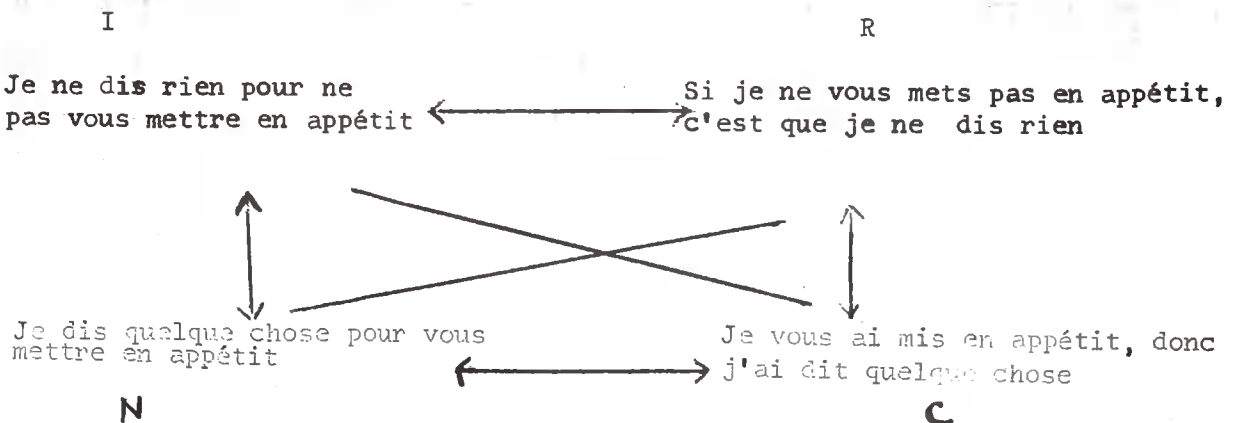 I
R
Je ne dis rien pour ne
pas vous mettre en appétit
Si je ne vous mets pas en appétit,
c'est que je ne dis rien
Je dis quelque chose pour vous
mettre en appétit
Je vous ai mis en appétit, donc
j'ai dit quelque chose
N
C